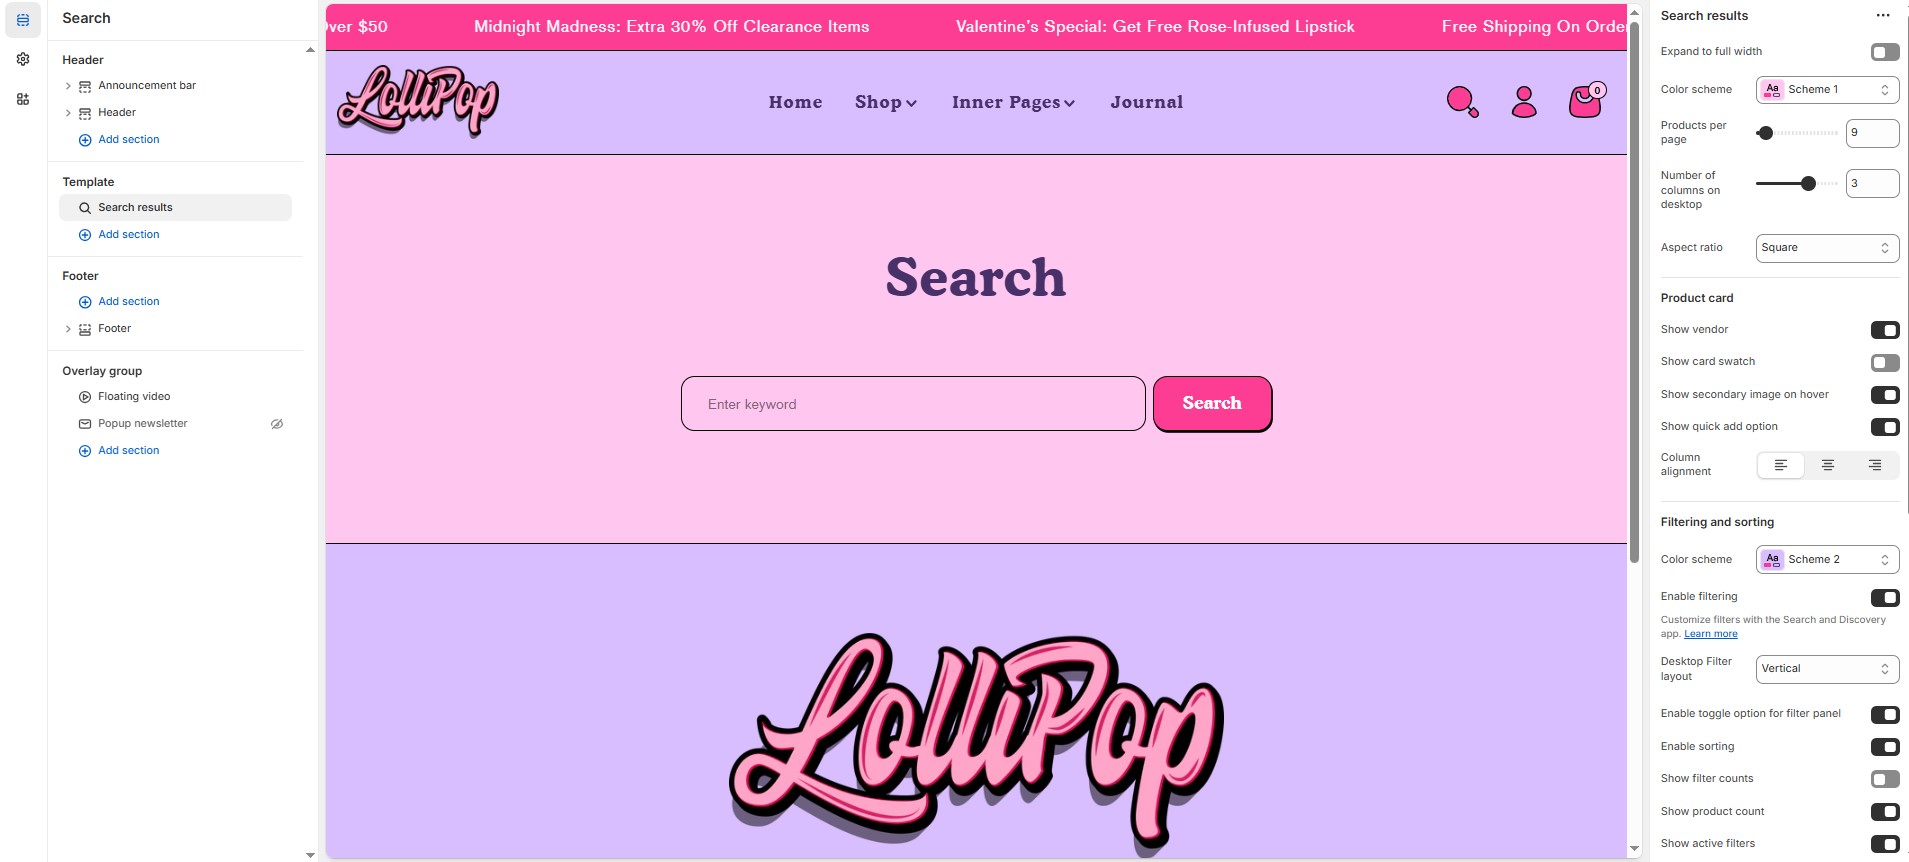 Search
Header
Announcement bar
Header
Add section
Template
Search results
Add section
Footer
Add section
Footer
Overlay group
Floating video
Popup newsletter
Add section
Over $50
Midnight Madness: Extra 30% Off Clearance Items
Valentine's Special: Get Free Rose-Infused Lipstick
Free Shipping On Order
LolliPop
Home
Shop
Inner Pages
Journal
0
Search
Enter keyword
Search
LolliPop
Search results
Expand to full width
Color scheme
Aa
Scheme 1
Products per
page
9
Number of
columns on
desktop
3
Aspect ratio
Square
Product card
Show vendor
Show card swatch
Show secondary image on hover
Show quick add option
Column
alignment
Filtering and sorting
Color scheme
Aa
Scheme 2
Enable filtering
Customize filters with the Search and Discovery
app. Learn more
Desktop Filter
layout
Vertical
Enable toggle option for filter panel
Enable sorting
Show filter counts
Show product count
Show active filters